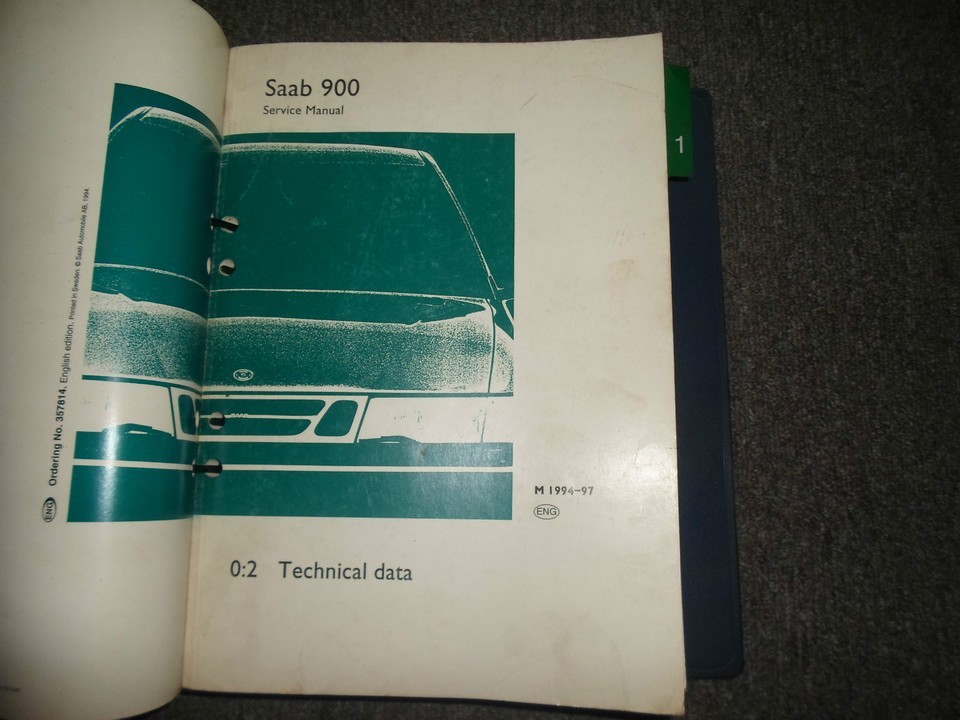 Saab 900
Service Manual
1
M 1994-97
ENG
0:2 Technical data
ENG Ordering No. 357814. English edition. Printed in Sweden. © Saab Automobile AB, 1994.